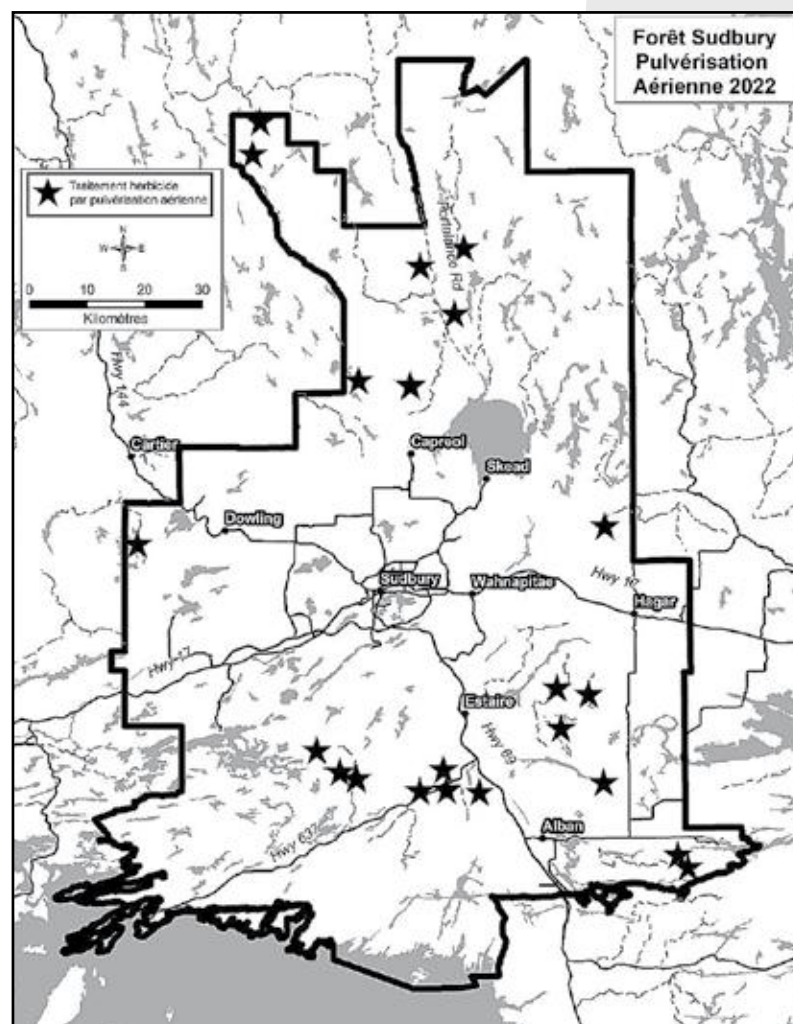 Forêt Sudbury
Pulvérisation
Aérienne 2022
Traitement herbicide
par pulvérisation aérienne
N
W E
S
0 10 20 30
Kilomètres
Rd
Hwy 144
Cartier
Capreol
Skead
Dowling
Sudbury
Wahnapitae
Hwy 17
Hagar
Hwy 17
Estaire
Hwy 69
Hwy 637
Alban